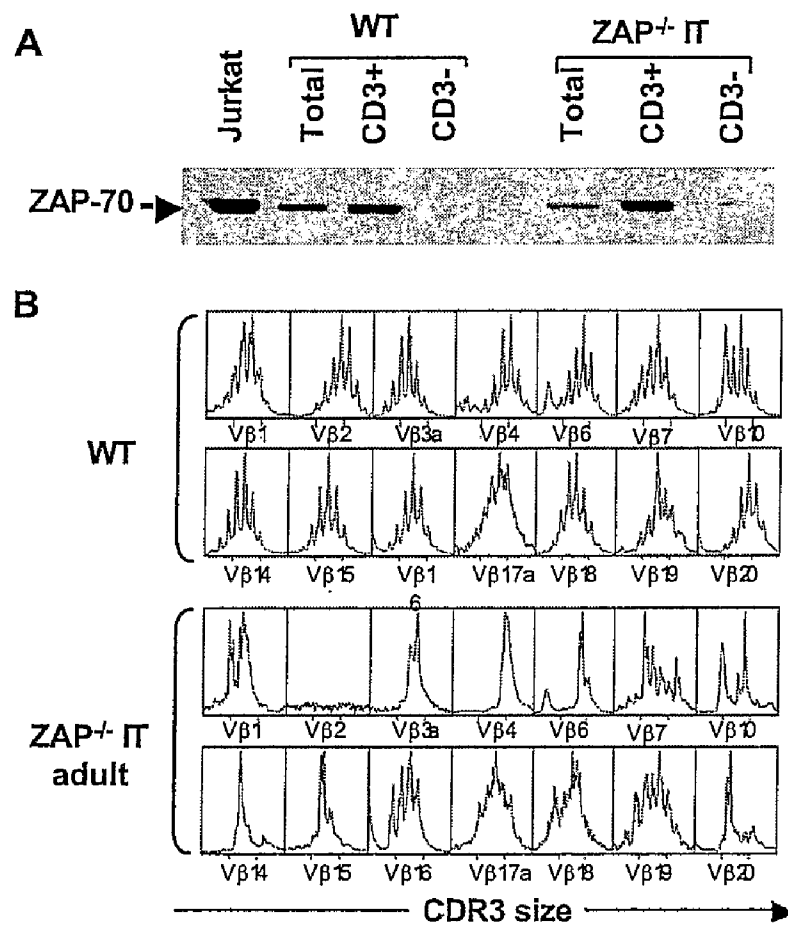 A
WT
ZAP-/- IT
Jurkat
Total
CD3+
CD3-
Total
CD3+
CD3-
ZAP-70
B
WT
Vβ1 Vβ2 Vβ3a Vβ4 Vβ6 Vβ7 Vβ10
Vβ14 Vβ15 Vβ1 Vβ17a Vβ18 Vβ19 Vβ20
6
ZAP-/- IT
adult
Vβ1 Vβ2 Vβ3a Vβ4 Vβ6 Vβ7 Vβ10
Vβ14 Vβ15 Vβ16 Vβ17a Vβ18 Vβ19 Vβ20
CDR3 size